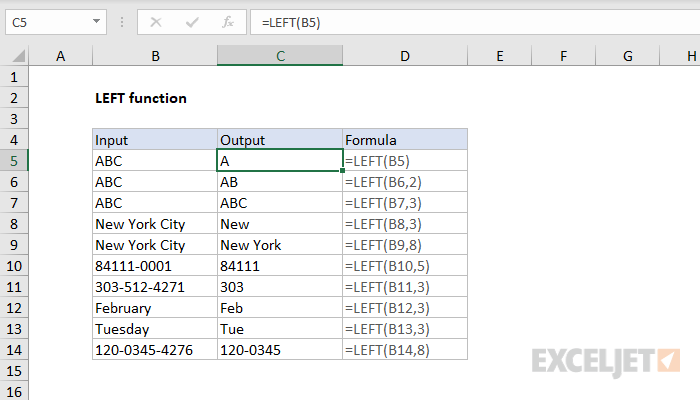 C5 fx =LEFT(B5)
A B C D E F G H
1
2 LEFT function
3
4 Input Output Formula
5 ABC A =LEFT(B5)
6 ABC AB =LEFT(B6,2)
7 ABC ABC =LEFT(B7,3)
8 New York City New =LEFT(B8,3)
9 New York City New York =LEFT(B9,8)
10 84111-0001 84111 =LEFT(B10,5)
11 303-512-4271 303 =LEFT(B11,3)
12 February Feb =LEFT(B12,3)
13 Tuesday Tue =LEFT(B13,3)
14 120-0345-4276 120-0345 =LEFT(B14,8)
15
16
EXCELJET